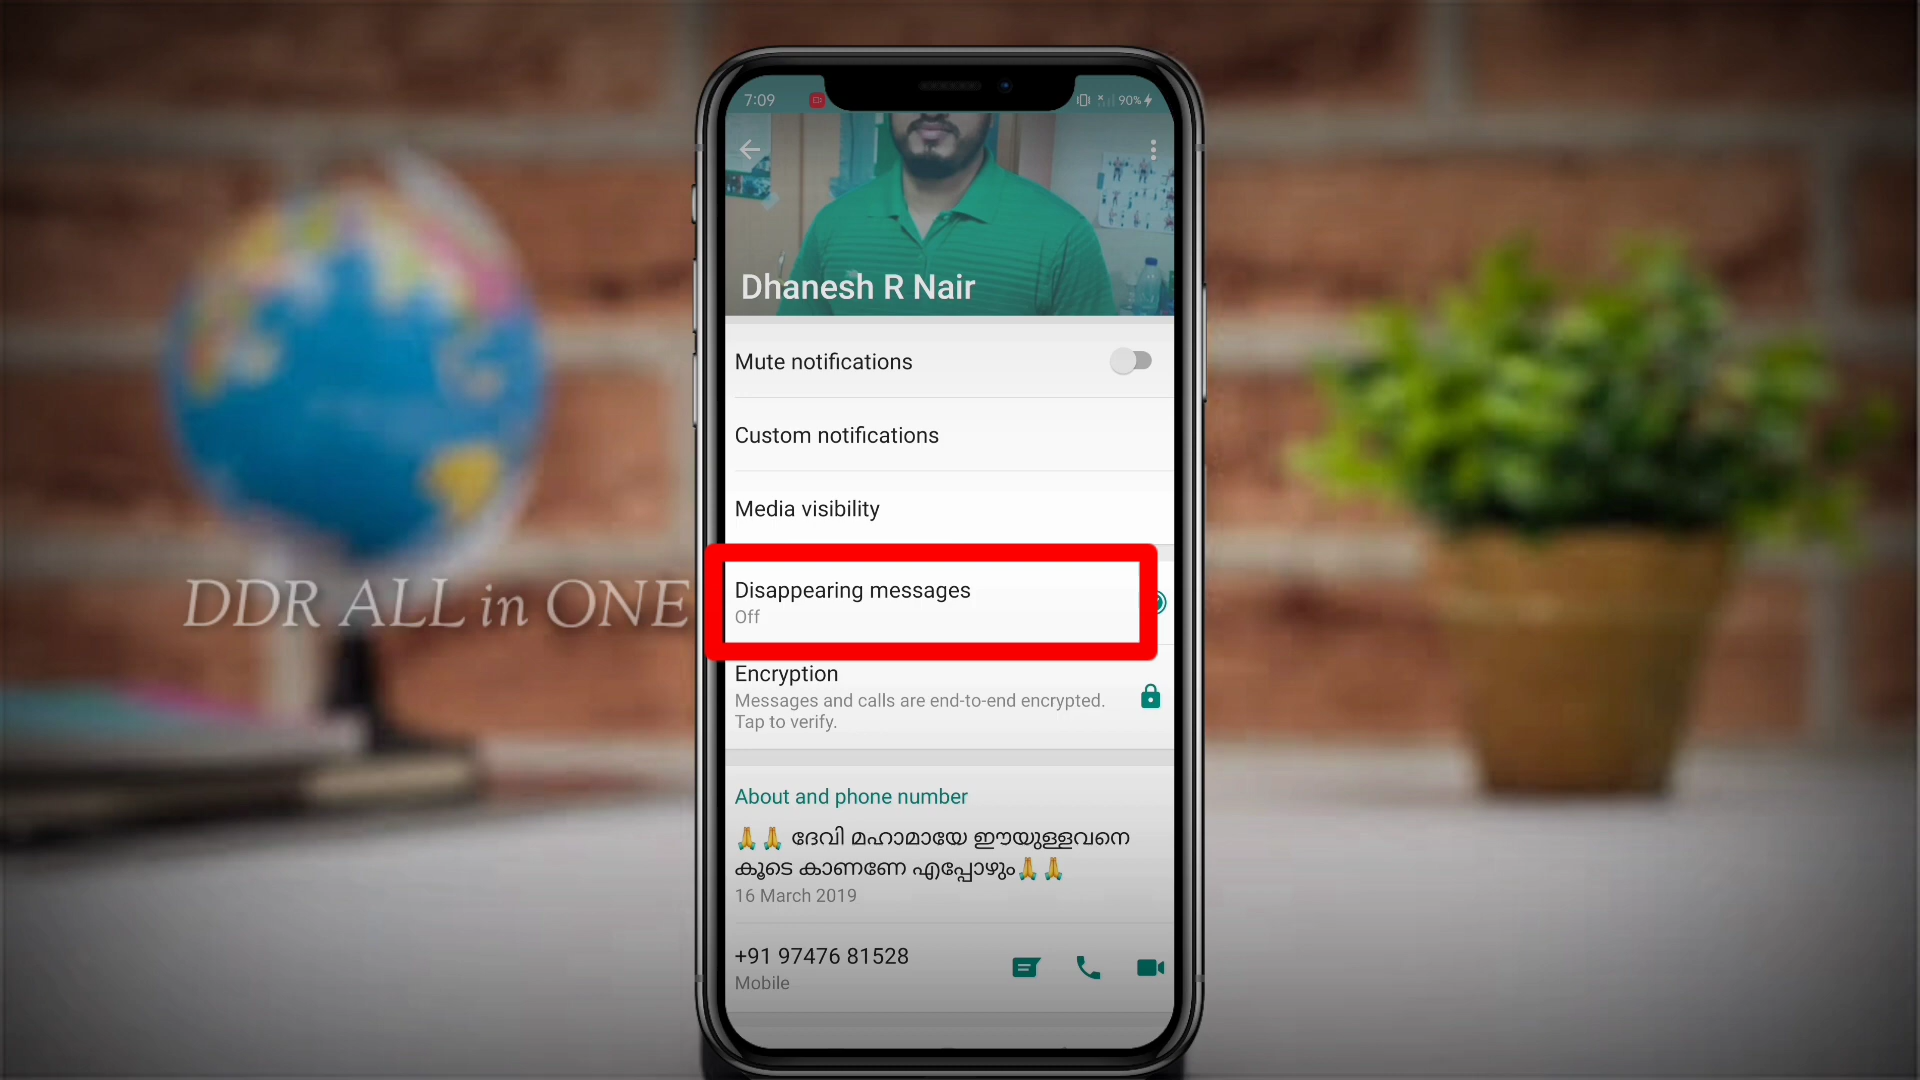 7:09
90%
Dhanesh R Nair
Mute notifications
Custom notifications
Media visibility
DDR ALL in ONE
Disappearing messages
Off
Encryption
Messages and calls are end-to-end encrypted.
Tap to verify.
About and phone number
🙏🙏 ദേവി മഹാമായേ ഈയുള്ളവനെ
കൂടെ കാണണേ എപ്പോഴും🙏🙏
16 March 2019
+91 97476 81528
Mobile